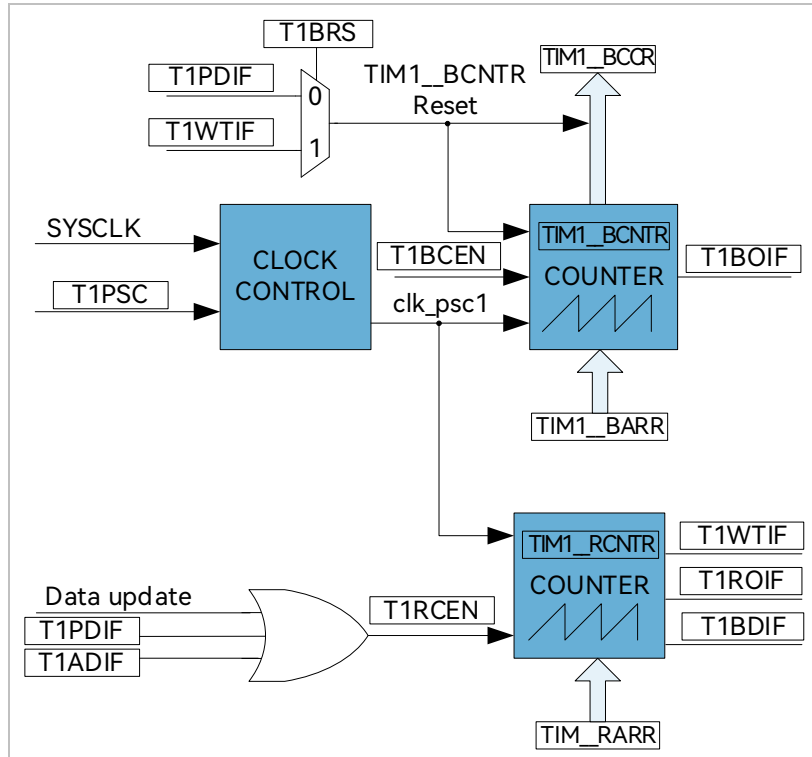 T1BRS
T1PDIF
0
T1WTIF
1
TIM1__BCNTR
Reset
TIM1__BCCR
SYSCLK
T1PSC
CLOCK
CONTROL
T1BCEN
clk_psc1
TIM1__BCNTR
COUNTER
T1BOIF
TIM1__BARR
Data update
T1PDIF
T1ADIF
T1RCEN
TIM1__RCNTR
COUNTER
T1WTIF
T1ROIF
T1BDIF
TIM__RARR